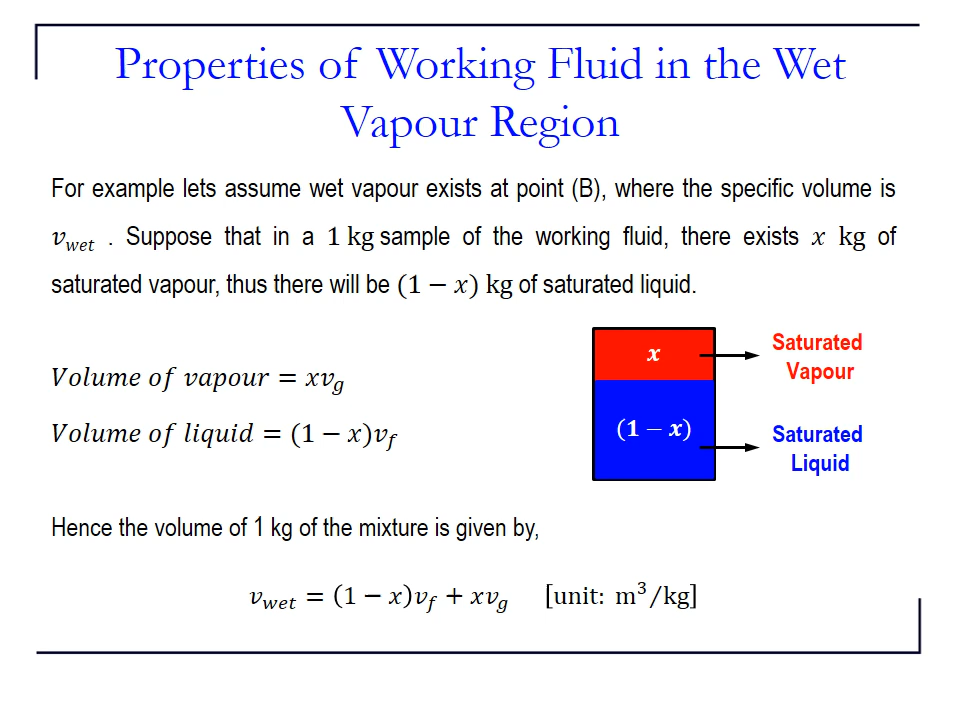 Properties of Working Fluid in the Wet
Vapour Region
For example lets assume wet vapour exists at point (B), where the specific volume is
v_wet . Suppose that in a 1 kg sample of the working fluid, there exists x kg of
saturated vapour, thus there will be (1 − x) kg of saturated liquid.
Volume of vapour = xv_g
Volume of liquid = (1 − x)v_f
x
Saturated
Vapour
(1 − x)
Saturated
Liquid
Hence the volume of 1 kg of the mixture is given by,
v_wet = (1 − x)v_f + xv_g [unit: m³/kg]